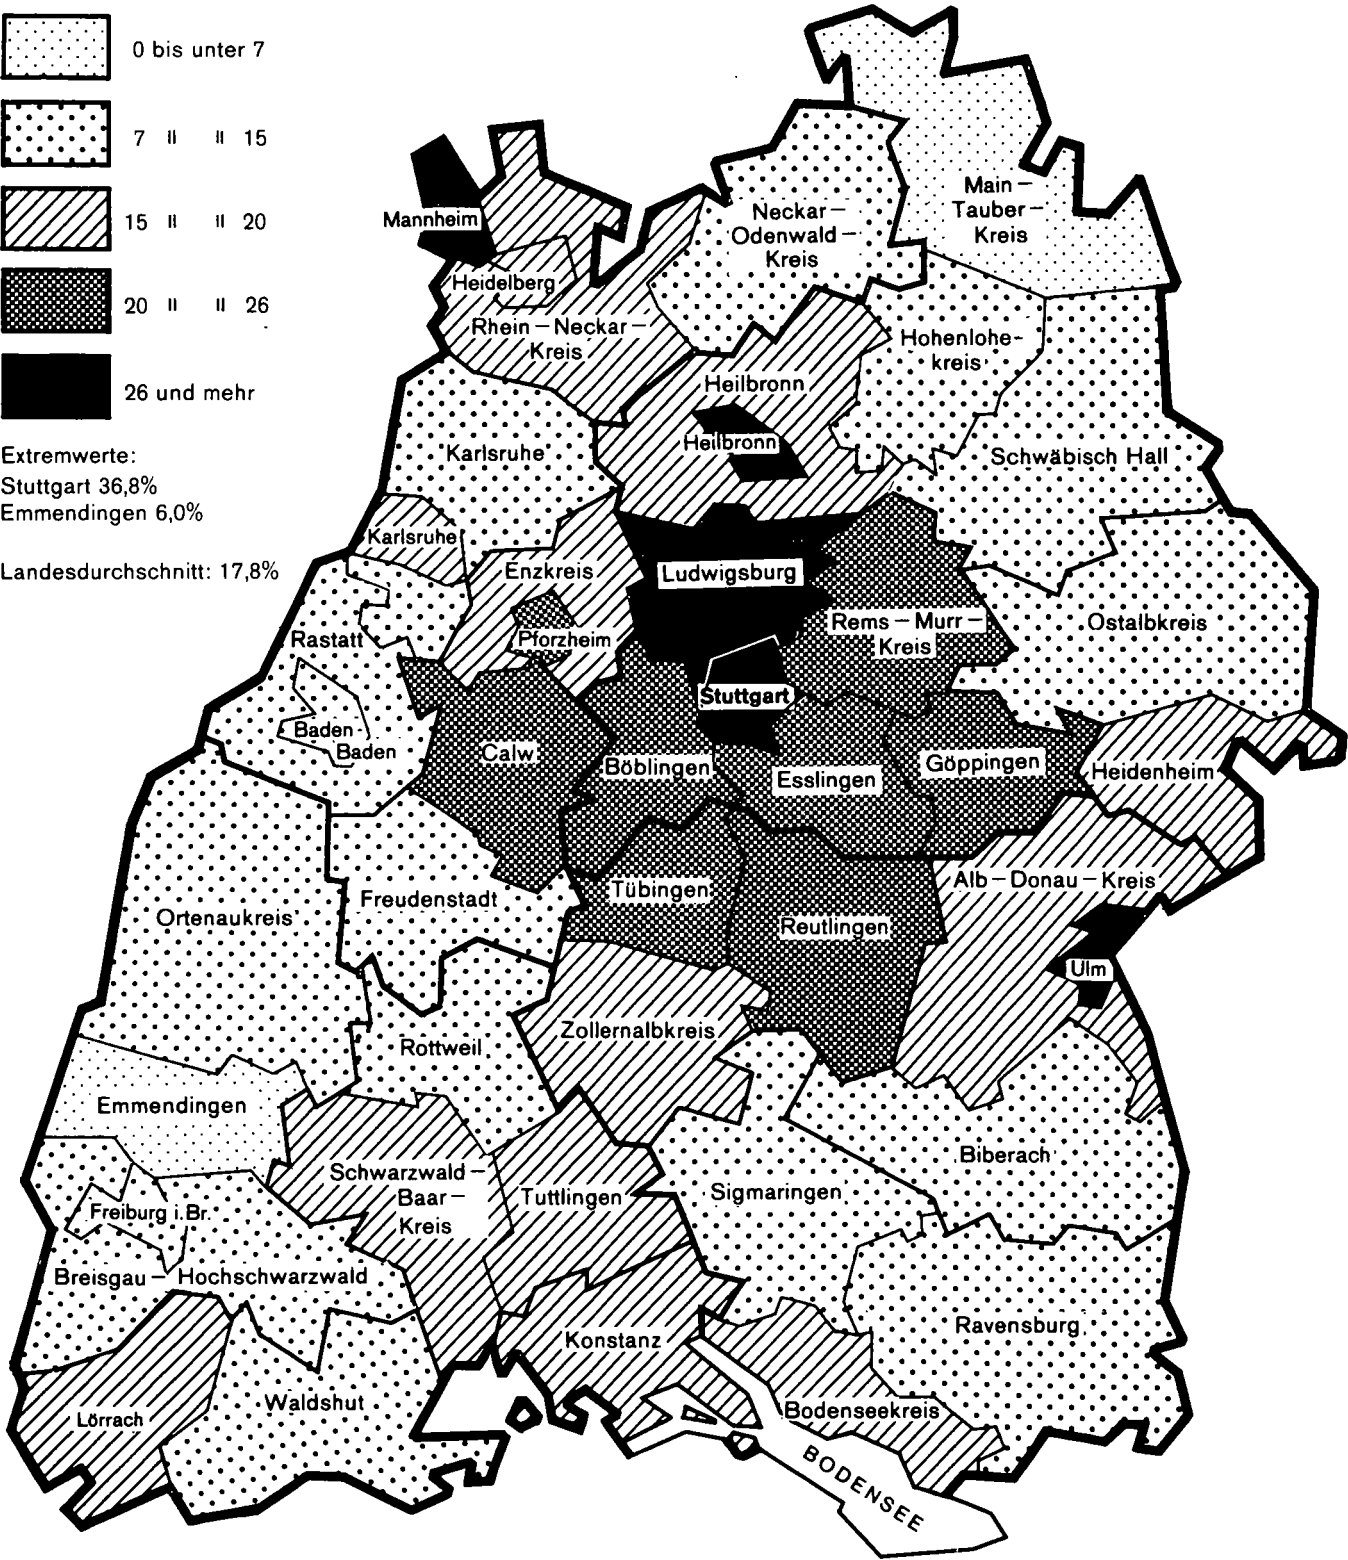 0 bis unter 7
7 " " 15
15 " " 20
20 " " 26
26 und mehr
Extremwerte:
Stuttgart 36,8%
Emmendingen 6,0%
Landesdurchschnitt: 17,8%
Main –
Tauber –
Kreis
Neckar –
Odenwald –
Kreis
Mannheim
Heidelberg
Rhein – Neckar –
Kreis
Hohenlohe-
kreis
Heilbronn
Heilbronn
Karlsruhe
Schwäbisch Hall
Karlsruhe
Enzkreis
Ludwigsburg
Pforzheim
Rems – Murr –
Kreis
Ostalbkreis
Rastatt
Stuttgart
Baden-
Baden
Calw
Böblingen
Esslingen
Göppingen
Heidenheim
Freudenstadt
Tübingen
Alb – Donau – Kreis
Ortenaukreis
Reutlingen
Ulm
Zollernalbkreis
Rottweil
Emmendingen
Biberach
Schwarzwald –
Baar –
Kreis
Tuttlingen
Sigmaringen
Freiburg i.Br.
Breisgau – Hochschwarzwald
Konstanz
Ravensburg
Waldshut
Lörrach
Bodenseekreis
BODENSEE